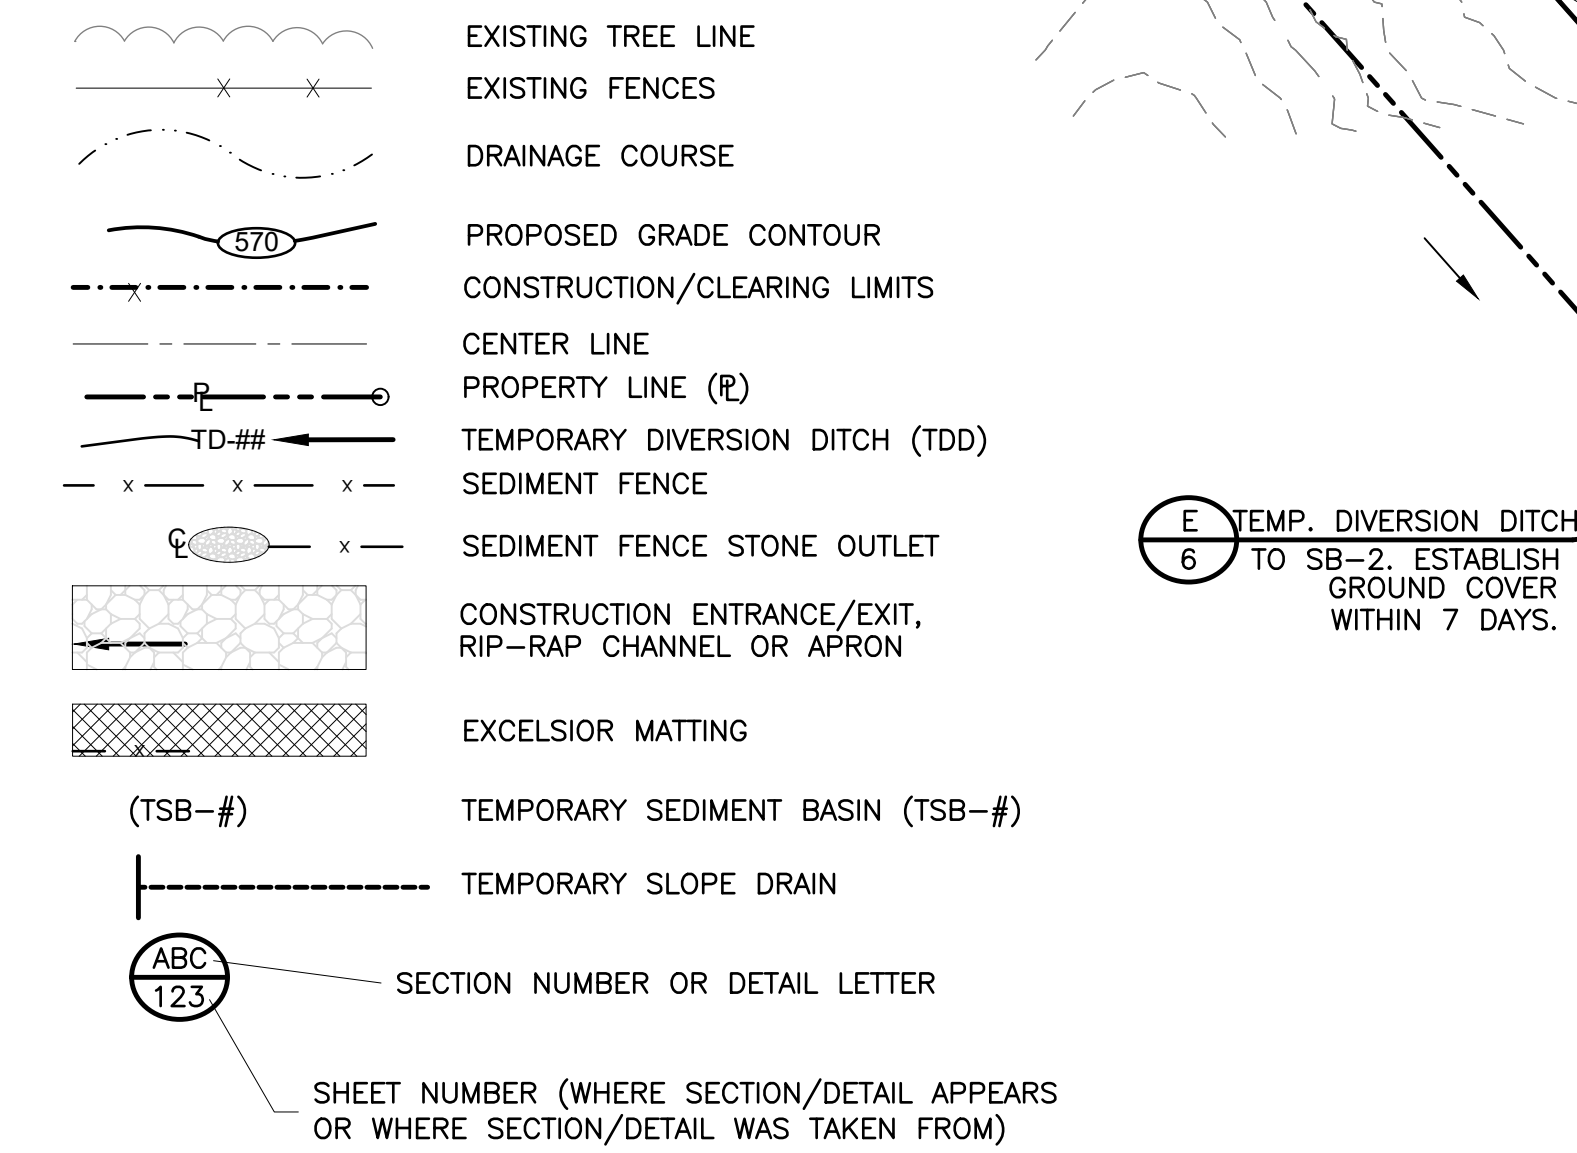 EXISTING TREE LINE
X X EXISTING FENCES
DRAINAGE COURSE
570 PROPOSED GRADE CONTOUR
X CONSTRUCTION/CLEARING LIMITS
CENTER LINE
PL PROPERTY LINE (PL)
TD-## TEMPORARY DIVERSION DITCH (TDD)
x x x SEDIMENT FENCE
CL x SEDIMENT FENCE STONE OUTLET
CONSTRUCTION ENTRANCE/EXIT,
RIP-RAP CHANNEL OR APRON
x EXCELSIOR MATTING
(TSB-#) TEMPORARY SEDIMENT BASIN (TSB-#)
TEMPORARY SLOPE DRAIN
ABC
123
SECTION NUMBER OR DETAIL LETTER
SHEET NUMBER (WHERE SECTION/DETAIL APPEARS
OR WHERE SECTION/DETAIL WAS TAKEN FROM)
E TEMP. DIVERSION DITCH
6 TO SB-2. ESTABLISH
GROUND COVER
WITHIN 7 DAYS.